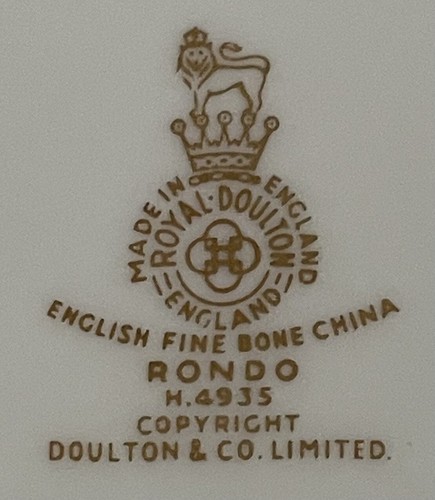 MADE IN ENGLAND
ROYAL·DOULTON
ENGLAND
ENGLISH FINE BONE CHINA
RONDO
H.4935
COPYRIGHT
DOULTON & CO. LIMITED.